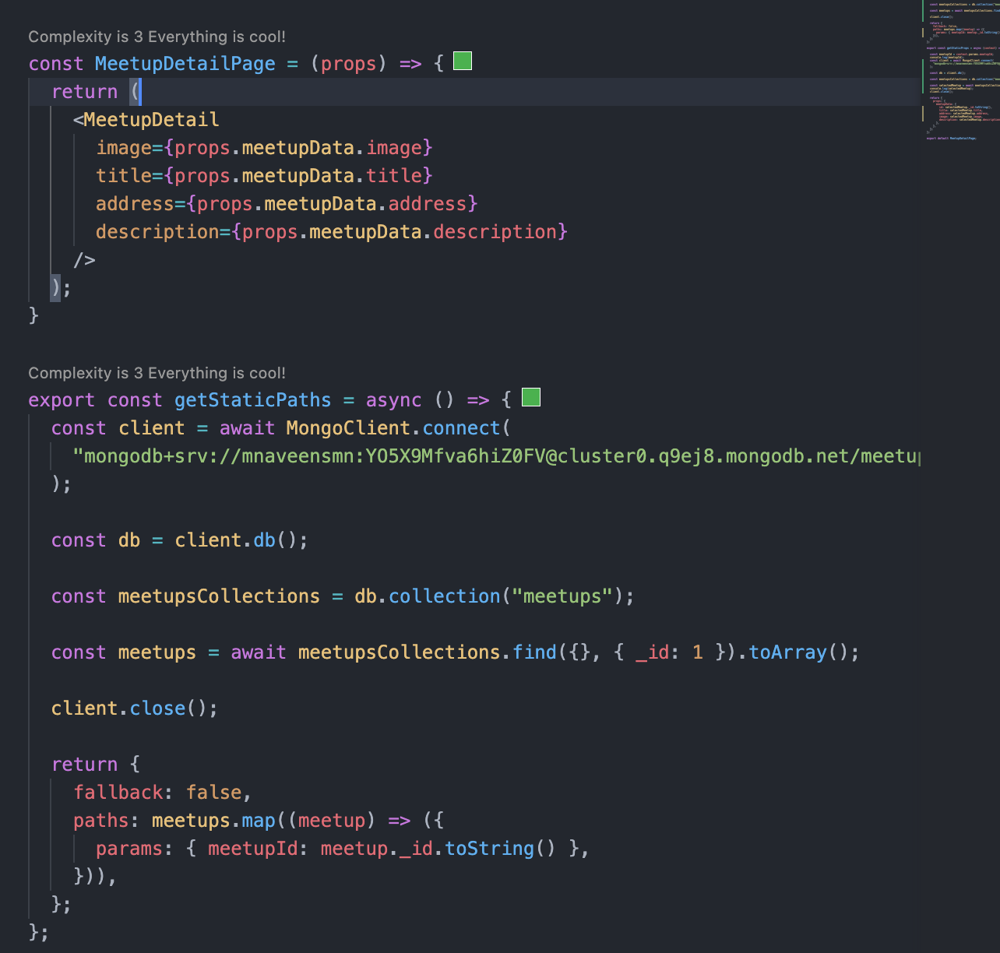 Complexity is 3 Everything is cool!
const MeetupDetailPage = (props) => {
return (
<MeetupDetail
image={props.meetupData.image}
title={props.meetupData.title}
address={props.meetupData.address}
description={props.meetupData.description}
/>
);
}
Complexity is 3 Everything is cool!
export const getStaticPaths = async () => {
const client = await MongoClient.connect(
"mongodb+srv://mnaveensmn:YO5X9Mfva6hiZ0FV@cluster0.q9ej8.mongodb.net/meetup
);
const db = client.db();
const meetupsCollections = db.collection("meetups");
const meetups = await meetupsCollections.find({}, { _id: 1 }).toArray();
client.close();
return {
fallback: false,
paths: meetups.map((meetup) => ({
params: { meetupId: meetup._id.toString() },
})),
};
};